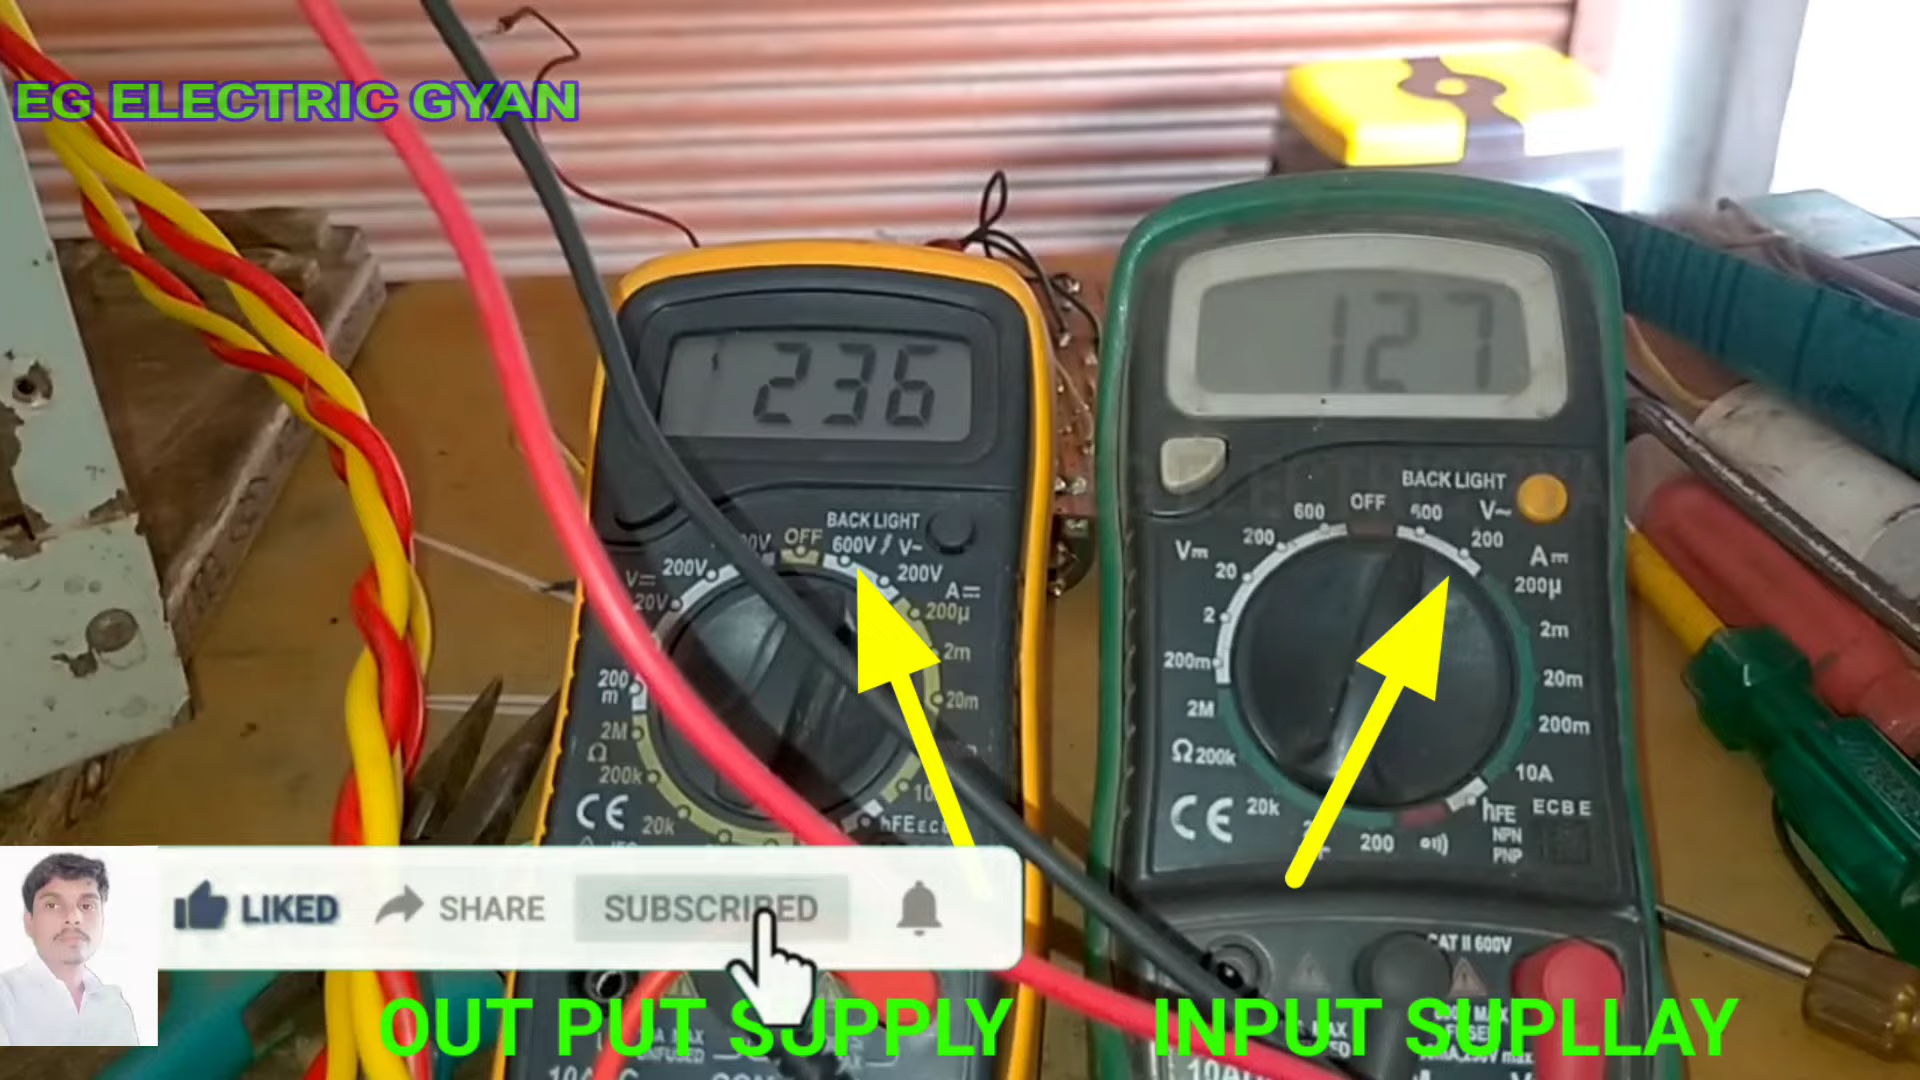 EG ELECTRIC GYAN
236
127
BACK LIGHT
600V V~
OFF
200V
200V
A
20V
200µ
2m
20m
200
m
2M
Ω
200k
20k
CE
hFE
BACK LIGHT
OFF
600
600
V~
200
200
V
A
20
200µ
2
2m
200m
20m
2M
200m
Ω 200k
10A
CE
20k
200
hFE
ECBE
NPN
PNP
CAT II 600V
LIKED
SHARE
SUBSCRIBED
OUT PUT SUPPLY
INPUT SUPLLAY